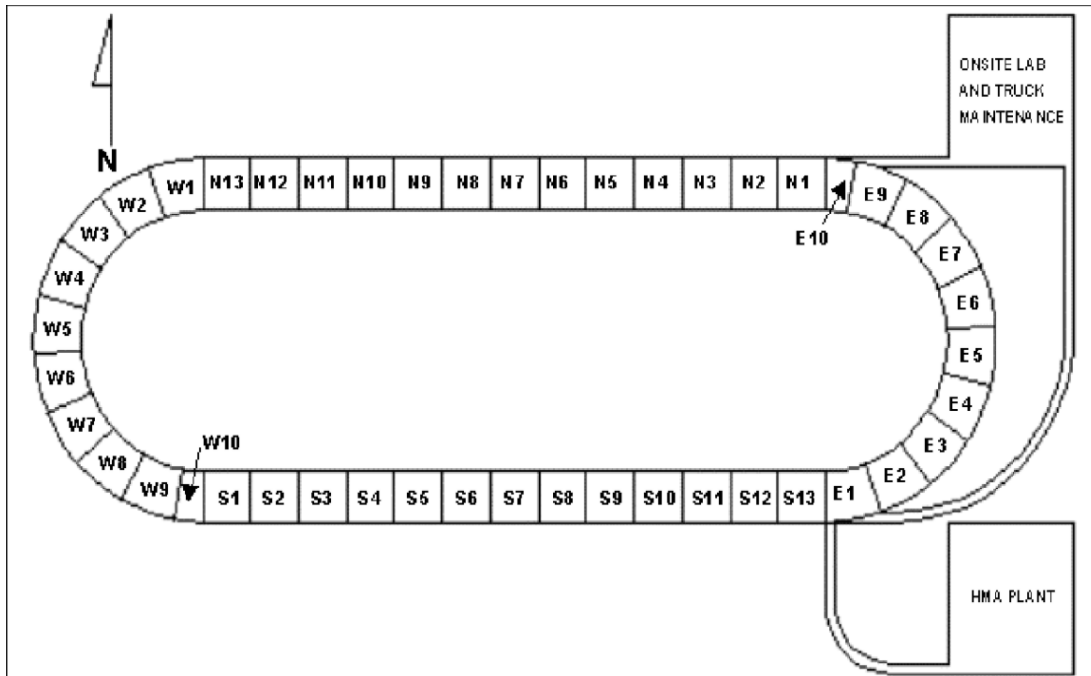 ONSITE LAB
AND TRUCK
MAINTENANCE
N
W1 N13 N12 N11 N10 N9 N8 N7 N6 N5 N4 N3 N2 N1
E9
W2
E8
W3
E10
E7
W4
E6
W5
E5
W6
E4
W7
E3
W10
W8
E2
W9
S1 S2 S3 S4 S5 S6 S7 S8 S9 S10 S11 S12 S13 E1
HMA PLANT